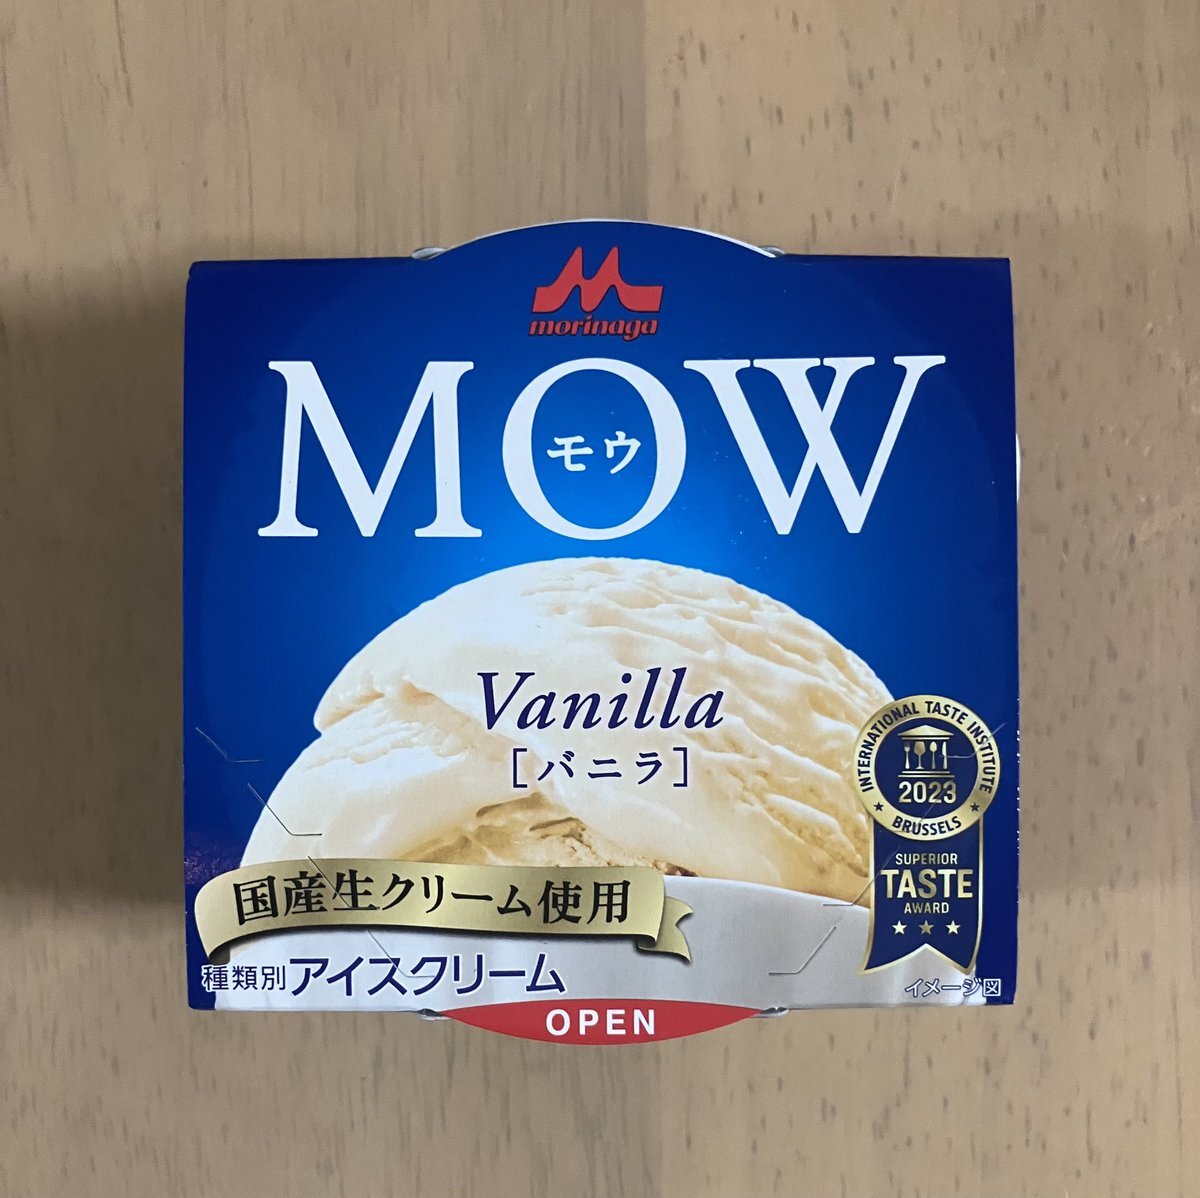 morinaga
MOW
モウ
Vanilla
［バニラ］
INTERNATIONAL TASTE INSTITUTE
2023
★ BRUSSELS ★
SUPERIOR
TASTE
AWARD
★★★
国産生クリーム使用
種類別アイスクリーム
イメージ図
OPEN